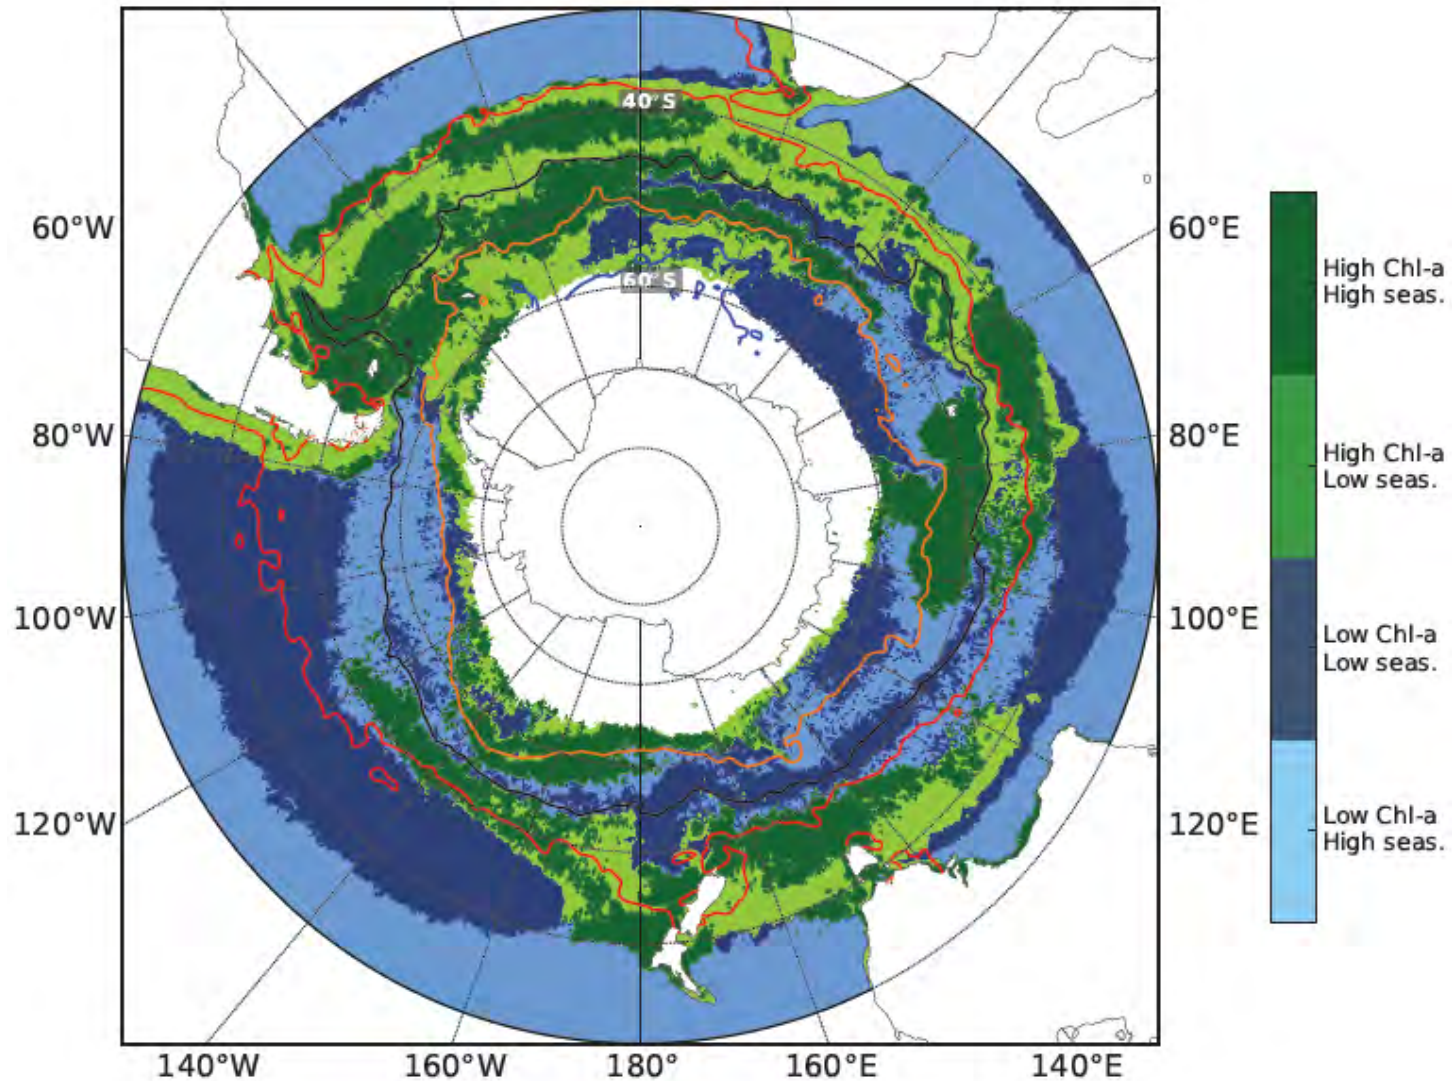 40°S
60°S
60°W
80°W
100°W
120°W
140°W
160°W
180°
160°E
140°E
60°E
80°E
100°E
120°E
High Chl-a
High seas.
High Chl-a
Low seas.
Low Chl-a
Low seas.
Low Chl-a
High seas.